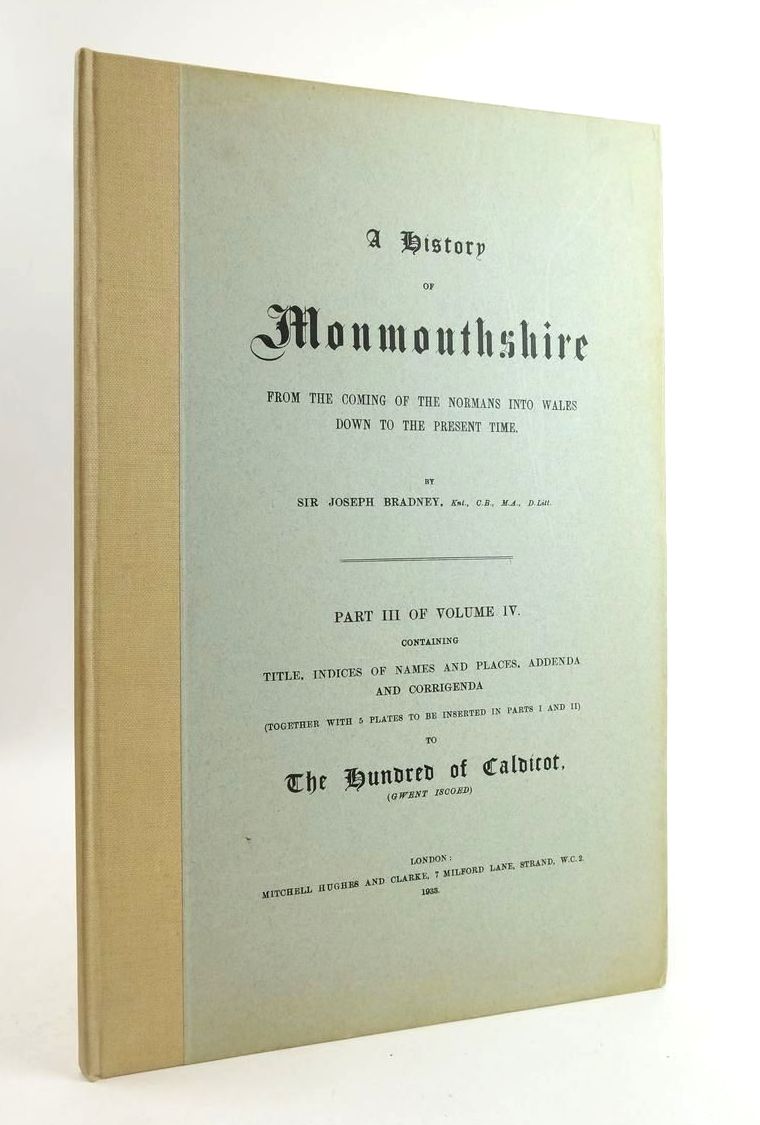 A History
OF
Monmouthshire
FROM THE COMING OF THE NORMANS INTO WALES
DOWN TO THE PRESENT TIME.
BY
SIR JOSEPH BRADNEY, Knt., C.B., M.A., D.Litt.
PART III OF VOLUME IV.
CONTAINING
TITLE, INDICES OF NAMES AND PLACES, ADDENDA
AND CORRIGENDA
(TOGETHER WITH 5 PLATES TO BE INSERTED IN PARTS I AND II)
TO
The Hundred of Caldicot,
(GWENT ISCOED)
LONDON:
MITCHELL HUGHES AND CLARKE, 7 MILFORD LANE, STRAND, W.C.2.
1933.